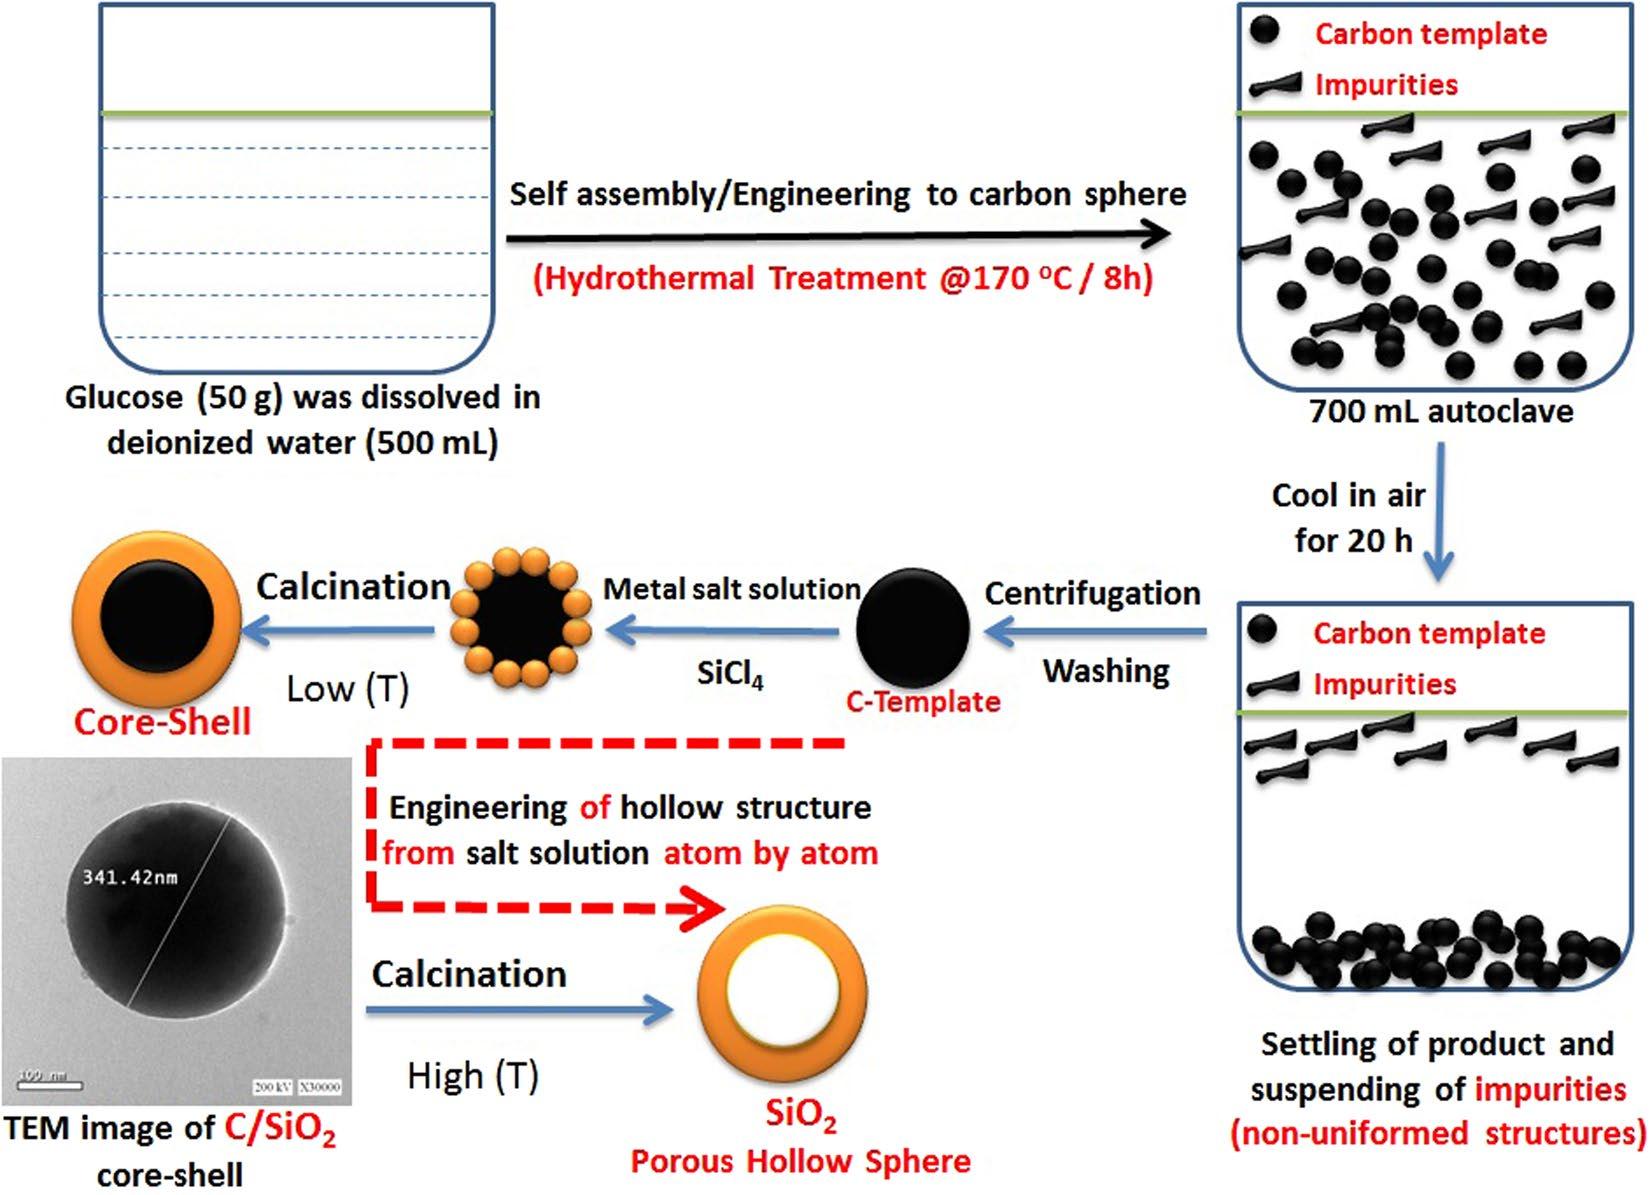 Carbon template
Impurities
Self assembly/Engineering to carbon sphere
(Hydrothermal Treatment @170 °C / 8h)
Glucose (50 g) was dissolved in
deionized water (500 mL)
700 mL autoclave
Cool in air
for 20 h
Carbon template
Impurities
Settling of product and
suspending of impurities
(non-uniformed structures)
Centrifugation
Washing
C-Template
Metal salt solution
SiCl4
Calcination
Low (T)
Core-Shell
Engineering of hollow structure
from salt solution atom by atom
341.42nm
100 nm
200 kV X30000
TEM image of C/SiO2
core-shell
Calcination
High (T)
SiO2
Porous Hollow Sphere